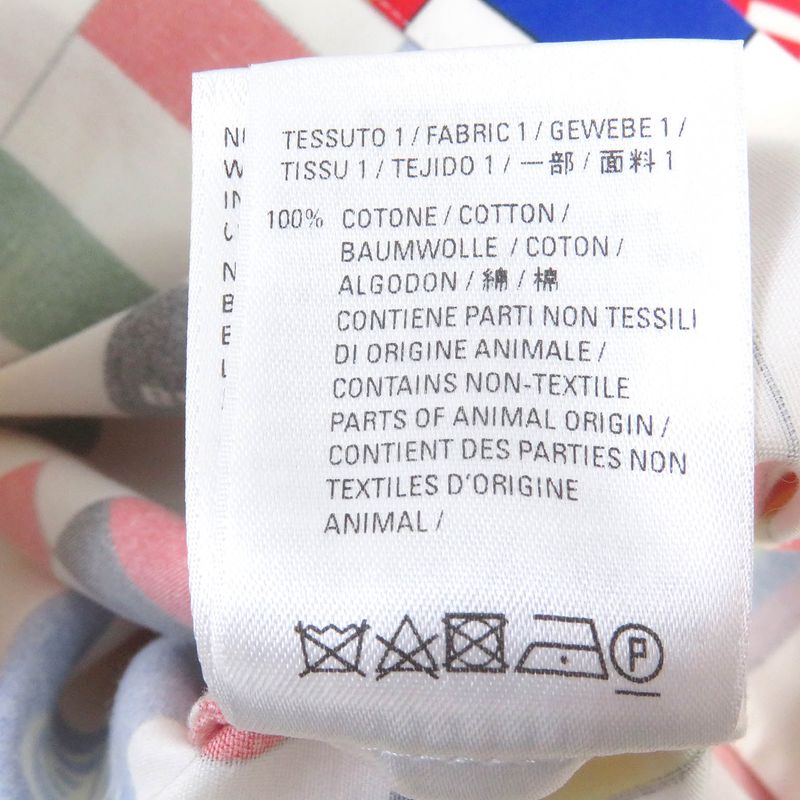 TESSUTO 1 / FABRIC 1 / GEWEBE 1 /
TISSU 1 / TEJIDO 1 / 一部 / 面料 1
100% COTONE / COTTON /
BAUMWOLLE / COTON /
ALGODON / 綿 / 棉
CONTIENE PARTI NON TESSILI
DI ORIGINE ANIMALE /
CONTAINS NON-TEXTILE
PARTS OF ANIMAL ORIGIN /
CONTIENT DES PARTIES NON
TEXTILES D'ORIGINE
ANIMAL /
P